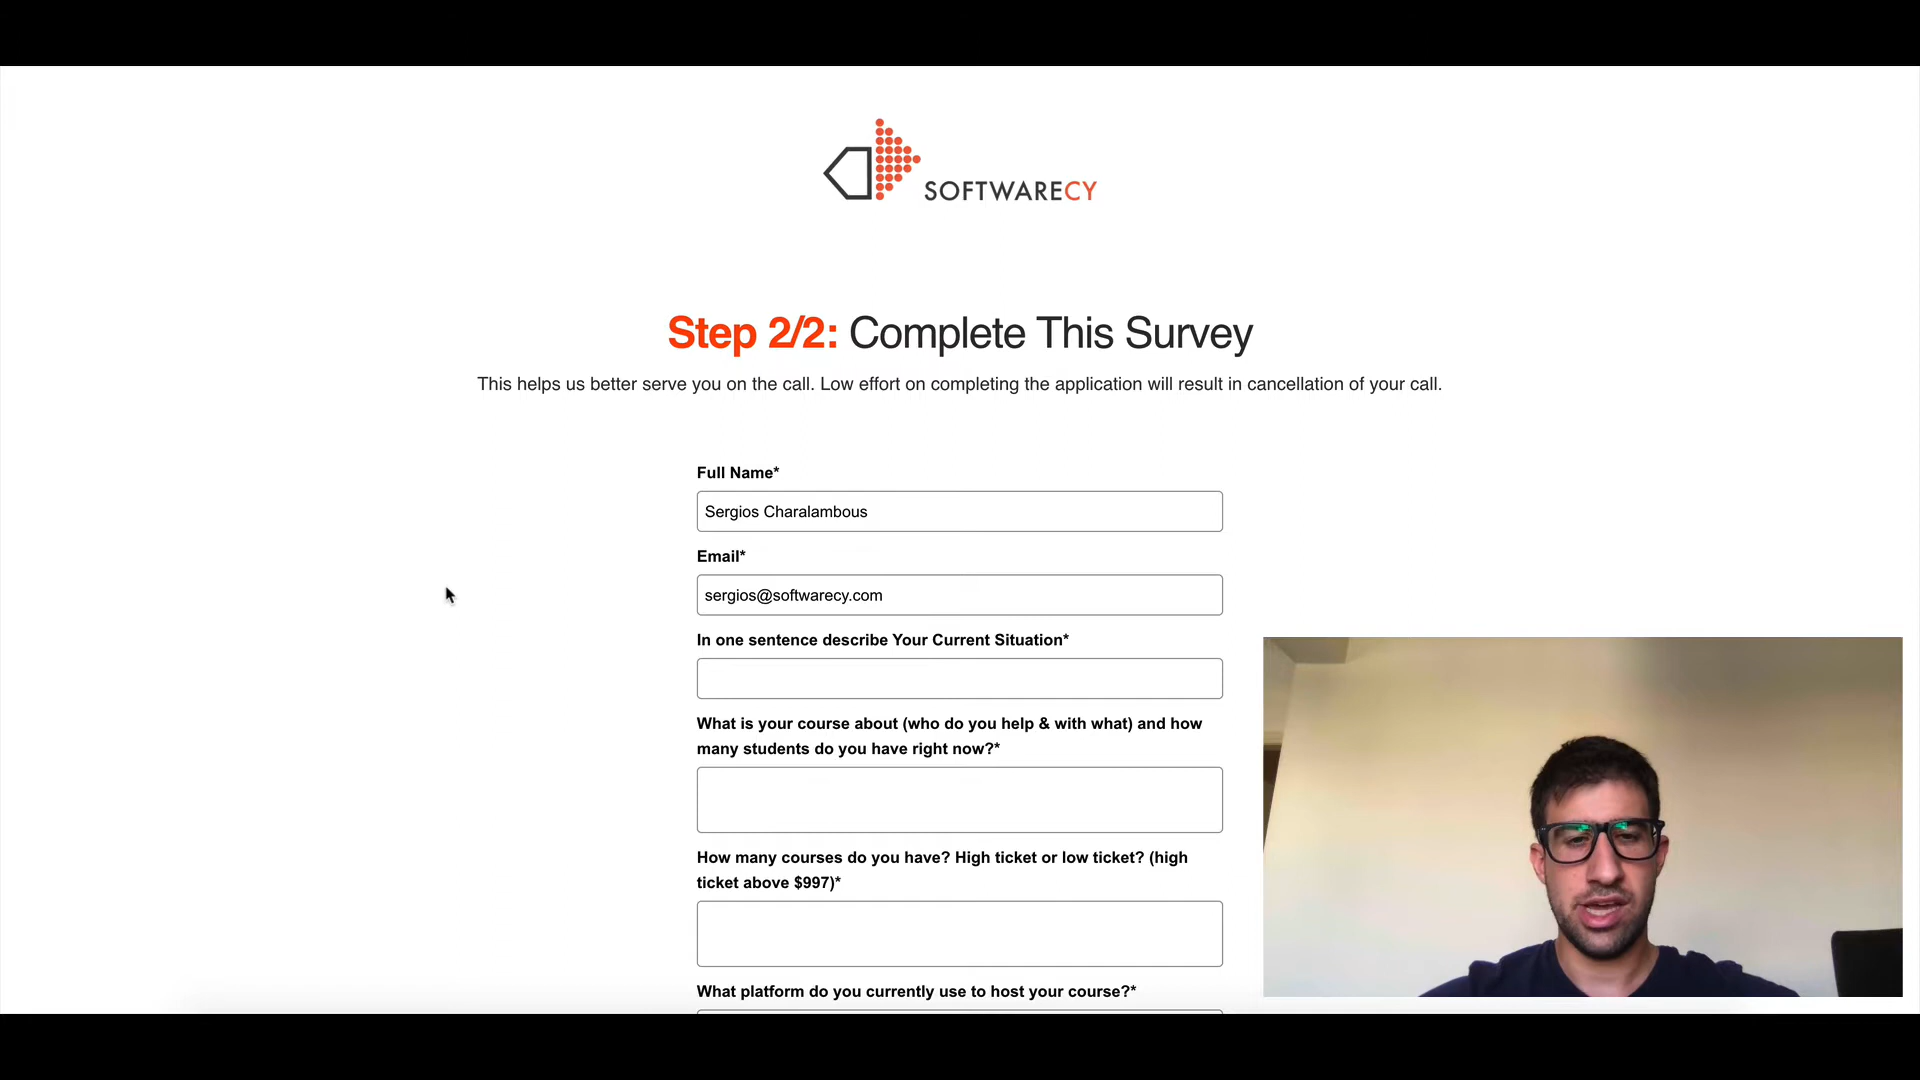 SOFTWARECY
Step 2/2: Complete This Survey
This helps us better serve you on the call. Low effort on completing the application will result in cancellation of your call.
Full Name*
Sergios Charalambous
Email*
sergios@softwarecy.com
In one sentence describe Your Current Situation*
What is your course about (who do you help & with what) and how
many students do you have right now?*
How many courses do you have? High ticket or low ticket? (high
ticket above $997)*
What platform do you currently use to host your course?*